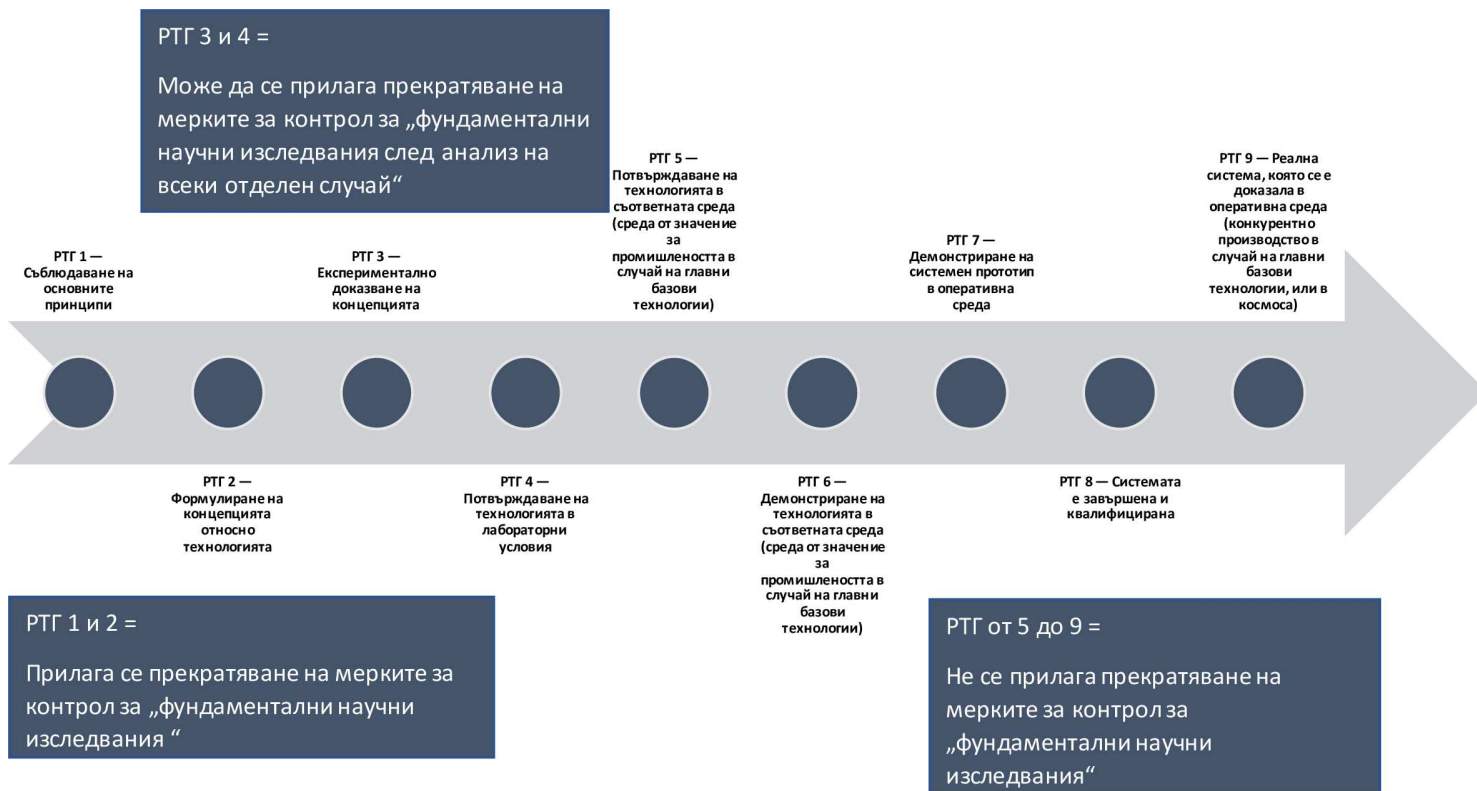 РТГ 3 и 4 =
Може да се прилага прекратяване на
мерките за контрол за „фундаментални
научни изследвания след анализ на
всеки отделен случай“
РТГ 1 —
Съблюдаване на
основните
принципи
РТГ 3 —
Експериментално
доказване на
концепцията
РТГ 5 —
Потвърждаване на
технологията в
съответната среда
(среда от значение
за
промишлеността в
случай на главни
базови
технологии)
РТГ 7 —
Демонстриране на
системен прототип
в оперативна
среда
РТГ 9 — Реална
система, която се е
доказала в
оперативна среда
(конкурентно
производство в
случай на главни
базови
технологии, или в
космоса)
РТГ 2 —
Формулиране на
концепцията
относно
технологията
РТГ 4 —
Потвърждаване на
технологията в
лабораторни
условия
РТГ 6 —
Демонстриране на
технологията в
съответната среда
(среда от значение
за
промишлеността в
случай на главни
базови
технологии)
РТГ 8 — Системата
е завършена и
квалифицирана
РТГ 1 и 2 =
Прилага се прекратяване на мерките за
контрол за „фундаментални научни
изследвания “
РТГ от 5 до 9 =
Не се прилага прекратяване на
мерките за контрол за
„фундаментални научни
изследвания“